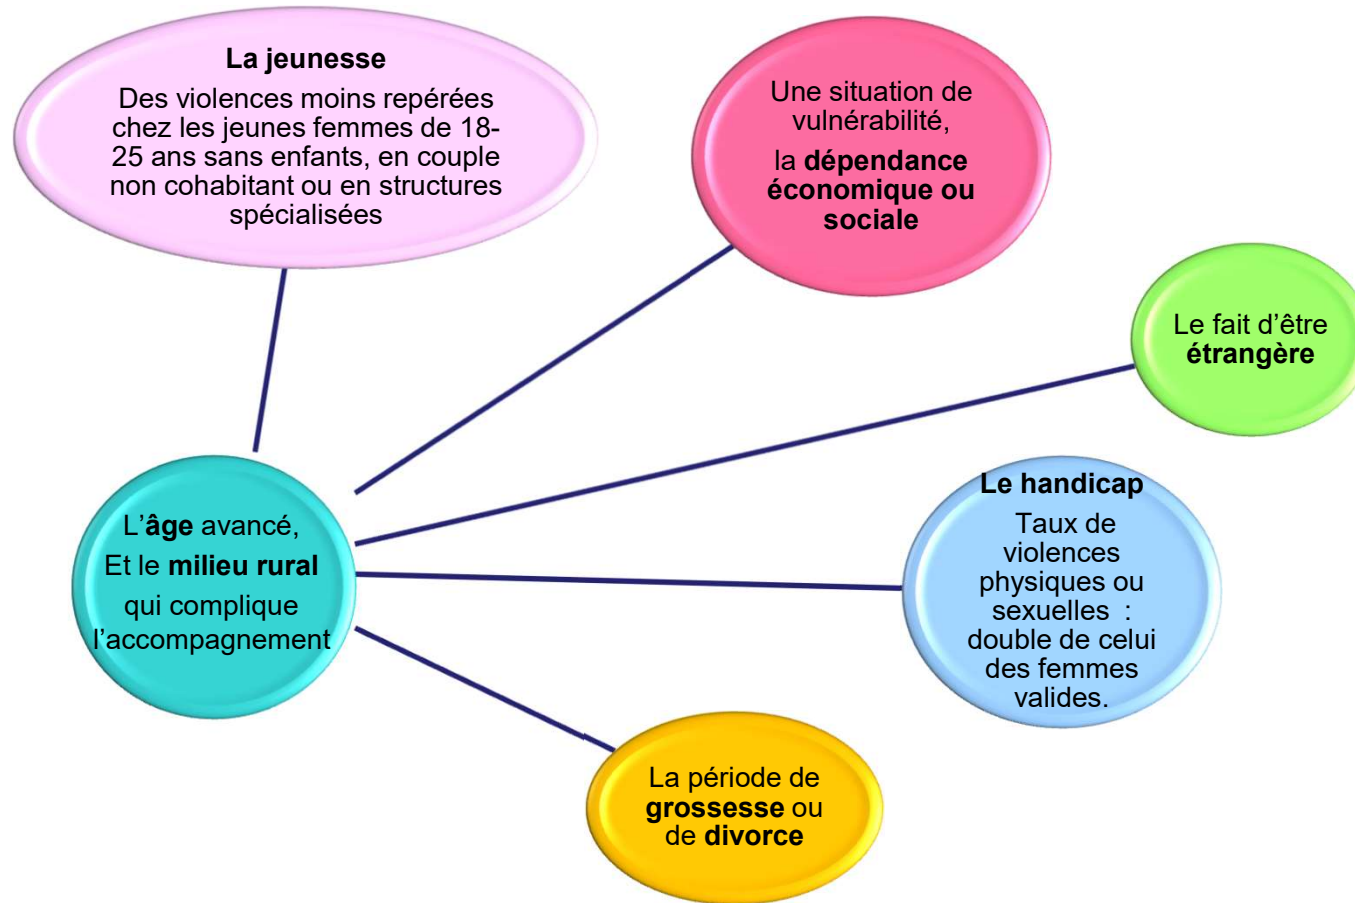 La jeunesse
Des violences moins repérées
chez les jeunes femmes de 18-
25 ans sans enfants, en couple
non cohabitant ou en structures
spécialisées
Une situation de
vulnérabilité,
la dépendance
économique ou
sociale
Le fait d’être
étrangère
L’âge avancé,
Et le milieu rural
qui complique
l’accompagnement
Le handicap
Taux de
violences
physiques ou
sexuelles :
double de celui
des femmes
valides.
La période de
grossesse ou
de divorce